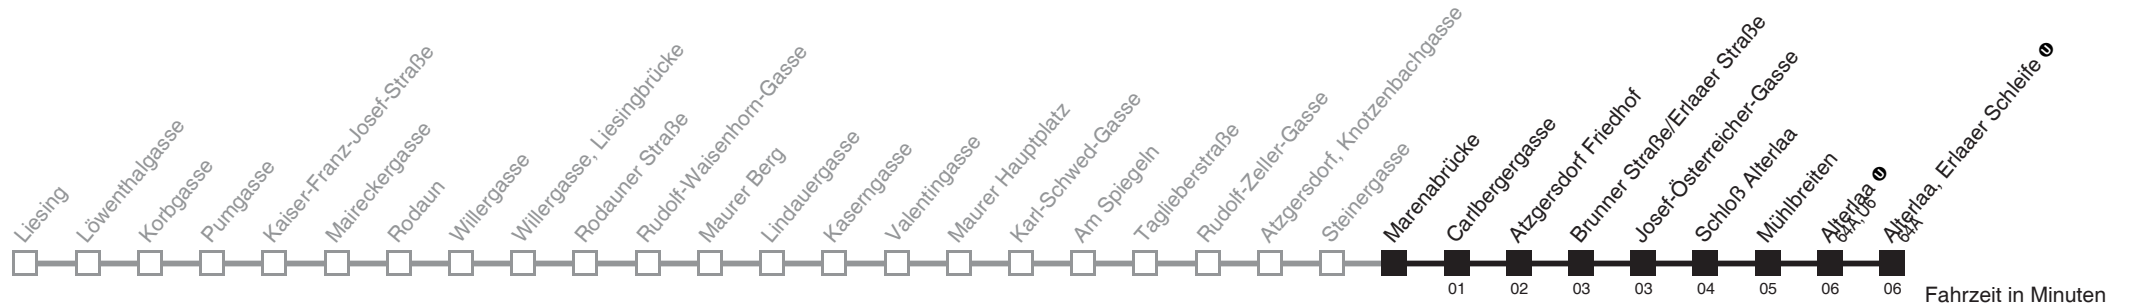 Liesing
Löwenthalgasse
Korbgasse
Pumgasse
Kaiser-Franz-Josef-Straße
Maireckergasse
Rodaun
Willergasse
Willergasse, Liesingbrücke
Rodauner Straße
Rudolf-Waisenhorn-Gasse
Maurer Berg
Lindauergasse
Kaserngasse
Valentingasse
Maurer Hauptplatz
Karl-Schwed-Gasse
Am Spiegeln
Taglieberstraße
Rudolf-Zeller-Gasse
Atzgersdorf, Knotzenbachgasse
Steinergasse
Marenabrücke
Carlbergergasse
Atzgersdorf Friedhof
Brunner Straße/Erlaaer Straße
Josef-Österreicher-Gasse
Schloß Alterlaa
Mühlbreiten
Alterlaa U
64A, U6
Alterlaa, Erlaaer Schleife U
64A
01 02 03 03 04 05 06 06
Fahrzeit in Minuten